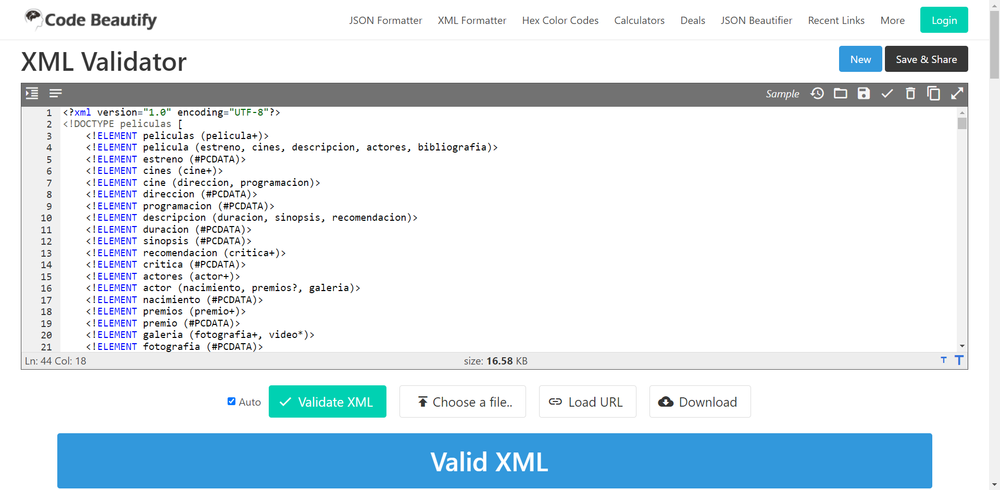 Code Beautify
JSON Formatter XML Formatter Hex Color Codes Calculators Deals JSON Beautifier Recent Links More Login
XML Validator
New Save & Share
Sample
1 <?xml version="1.0" encoding="UTF-8"?>
2 <!DOCTYPE peliculas [
3 <!ELEMENT peliculas (pelicula+)>
4 <!ELEMENT pelicula (estreno, cines, descripcion, actores, bibliografia)>
5 <!ELEMENT estreno (#PCDATA)>
6 <!ELEMENT cines (cine+)>
7 <!ELEMENT cine (direccion, programacion)>
8 <!ELEMENT direccion (#PCDATA)>
9 <!ELEMENT programacion (#PCDATA)>
10 <!ELEMENT descripcion (duracion, sinopsis, recomendacion)>
11 <!ELEMENT duracion (#PCDATA)>
12 <!ELEMENT sinopsis (#PCDATA)>
13 <!ELEMENT recomendacion (critica+)>
14 <!ELEMENT critica (#PCDATA)>
15 <!ELEMENT actores (actor+)>
16 <!ELEMENT actor (nacimiento, premios?, galeria)>
17 <!ELEMENT nacimiento (#PCDATA)>
18 <!ELEMENT premios (premio+)>
19 <!ELEMENT premio (#PCDATA)>
20 <!ELEMENT galeria (fotografia+, video*)>
21 <!ELEMENT fotografia (#PCDATA)>
Ln: 44 Col: 18 size: 16.58 KB T T
Auto Validate XML Choose a file.. Load URL Download
Valid XML